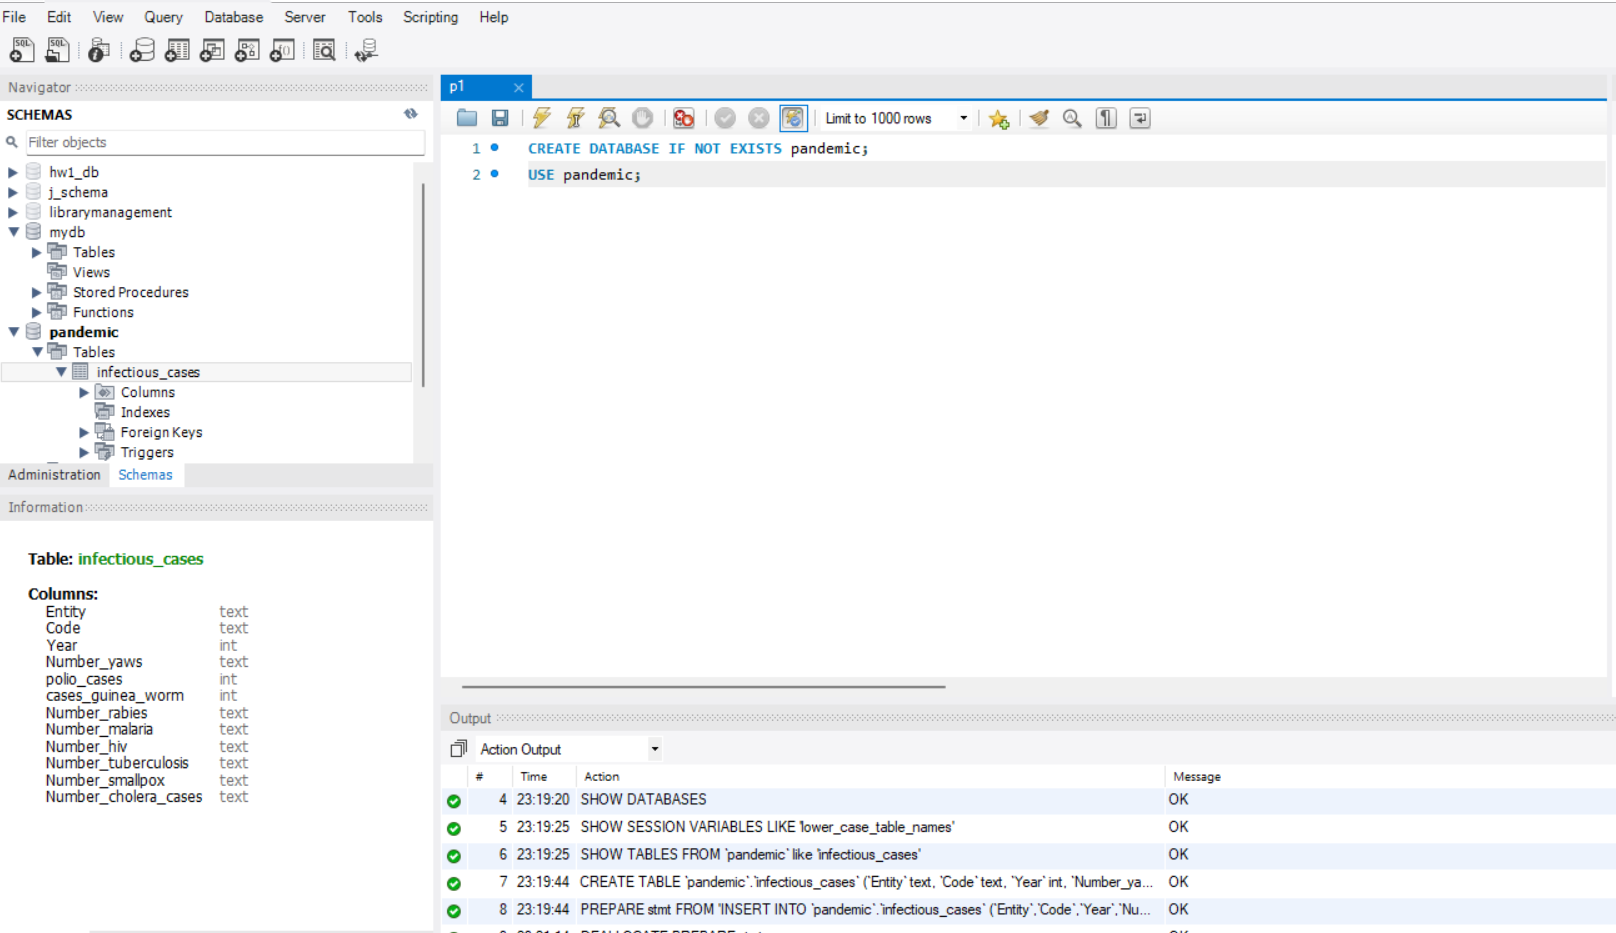 File Edit View Query Database Server Tools Scripting Help
Navigator
SCHEMAS
Filter objects
hw1_db
j_schema
librarymanagement
mydb
Tables
Views
Stored Procedures
Functions
pandemic
Tables
infectious_cases
Columns
Indexes
Foreign Keys
Triggers
Administration Schemas
Information
Table: infectious_cases
Columns:
Entity text
Code text
Year int
Number_yaws text
polio_cases int
cases_guinea_worm int
Number_rabies text
Number_malaria text
Number_hiv text
Number_tuberculosis text
Number_smallpox text
Number_cholera_cases text
p1
Limit to 1000 rows
1 CREATE DATABASE IF NOT EXISTS pandemic;
2 USE pandemic;
Output
Action Output
# Time Action Message
4 23:19:20 SHOW DATABASES OK
5 23:19:25 SHOW SESSION VARIABLES LIKE 'lower_case_table_names' OK
6 23:19:25 SHOW TABLES FROM `pandemic` like 'infectious_cases' OK
7 23:19:44 CREATE TABLE `pandemic`.`infectious_cases` (`Entity` text, `Code` text, `Year` int, `Number_ya... OK
8 23:19:44 PREPARE stmt FROM 'INSERT INTO `pandemic`.`infectious_cases` (`Entity`,`Code`,`Year`,`Nu... OK